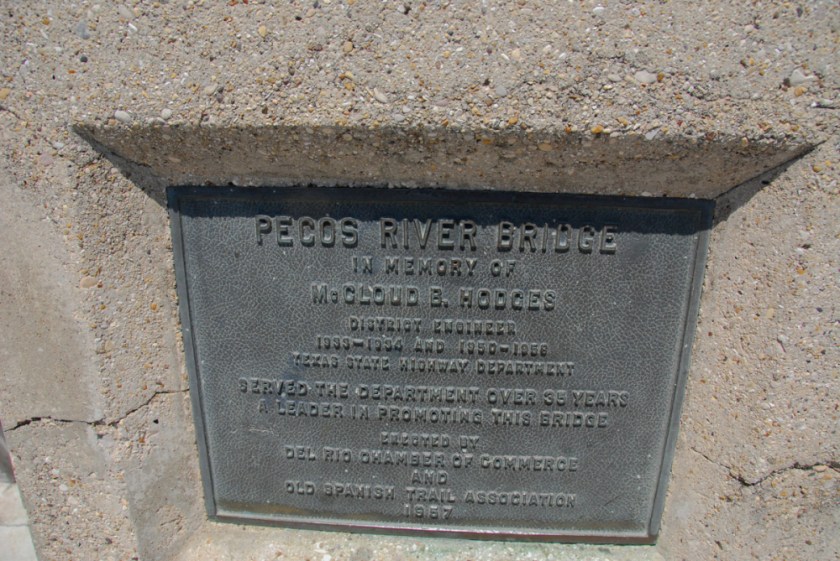 PECOS RIVER BRIDGE
IN MEMORY OF
McCLOUD B. HODGES
DISTRICT ENGINEER
1933-1934 AND 1950-1956
TEXAS STATE HIGHWAY DEPARTMENT
SERVED THE DEPARTMENT OVER 35 YEARS
A LEADER IN PROMOTING THIS BRIDGE
ERECTED BY
DEL RIO CHAMBER OF COMMERCE
AND
OLD SPANISH TRAIL ASSOCIATION
1957